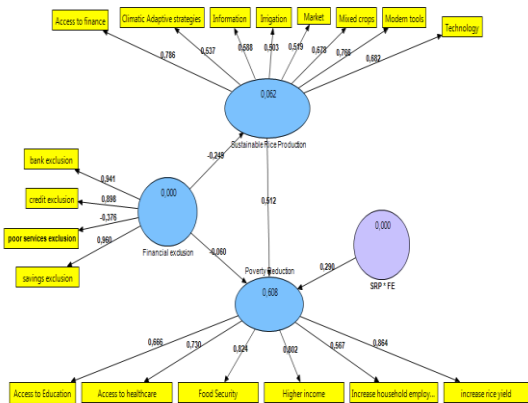 Access to finance
Climatic Adaptive strategies
Information
Irrigation
Market
Mixed crops
Modern tools
Technology
0,786
0,537
0,588
0,503
0,519
0,678
0,766
0,682
0,062
Sustainable Rice Production
-0,249
bank exclusion
credit exclusion
poor services exclusion
savings exclusion
0,941
0,898
-0,376
0,960
0,000
Financial exclusion
0,512
-0,060
Poverty Reduction
0,608
0,290
0,000
SRP * FE
0,666
0,730
0,824
0,802
0,567
0,864
Access to Education
Access to healthcare
Food Security
Higher income
Increase household employ...
increase rice yield